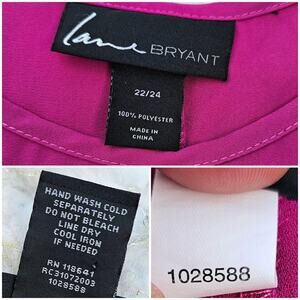 Lane BRYANT
22/24
100% POLYESTER
MADE IN
CHINA
HAND WASH COLD
SEPARATELY
DO NOT BLEACH
LINE DRY
COOL IRON
IF NEEDED
RN 118641
RC31072003
1028588
1028588